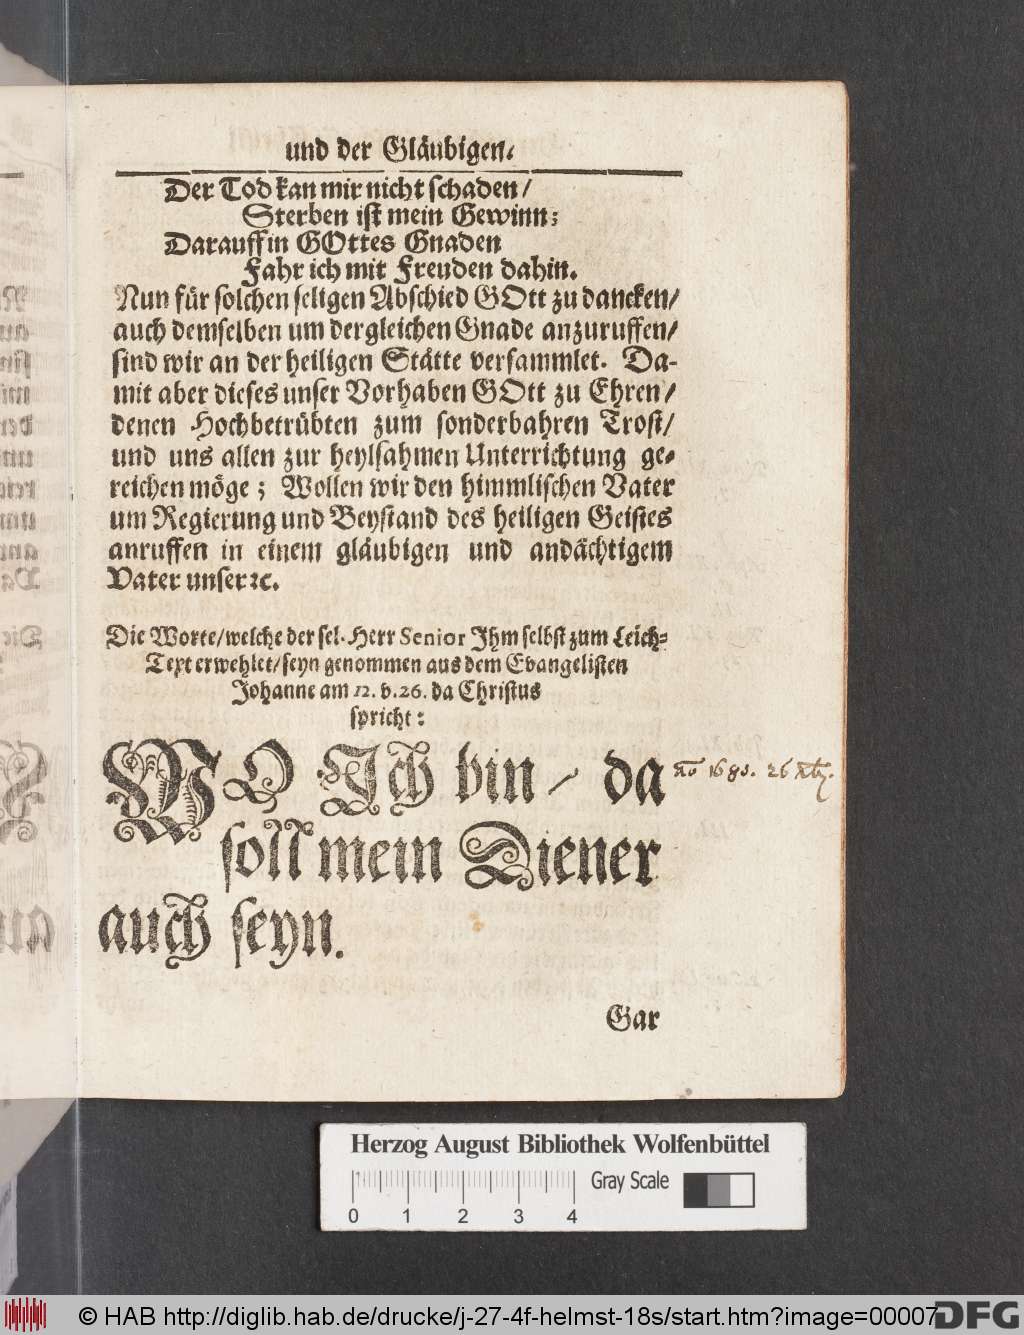 und der Gläubigen.
Der Tod kan mir nicht schaden/
Sterben ist mein Gewinn;
Darauff in GOttes Gnaden
Fahr ich mit Freuden dahin.
Nun für solchen seligen Abschied GOtt zu dancken/
auch demselben um dergleichen Gnade anzuruffen/
sind wir an der heiligen Stätte versammlet. Da-
mit aber dieses unser Vorhaben GOtt zu Ehren/
denen Hochbetrübten zum sonderbahren Trost/
und uns allen zur heylsahmen Unterrichtung ge-
reichen möge; Wollen wir den himmlischen Vater
um Regierung und Beystand des heiligen Geistes
anruffen in einem gläubigen und andächtigem
Vater unser ꝛc.
Die Worte/welche der sel. Herr Senior Ihm selbst zum Leich-
Text erwehlet/seyn genommen aus dem Evangelisten
Johanne am 12. v. 26. da Christus
spricht:
WO Ich bin / da
soll mein Diener
auch seyn.
Gar
Herzog August Bibliothek Wolfenbüttel
Gray Scale
0 1 2 3 4
© HAB http://diglib.hab.de/drucke/j-27-4f-helmst-18s/start.htm?image=00007
DFG